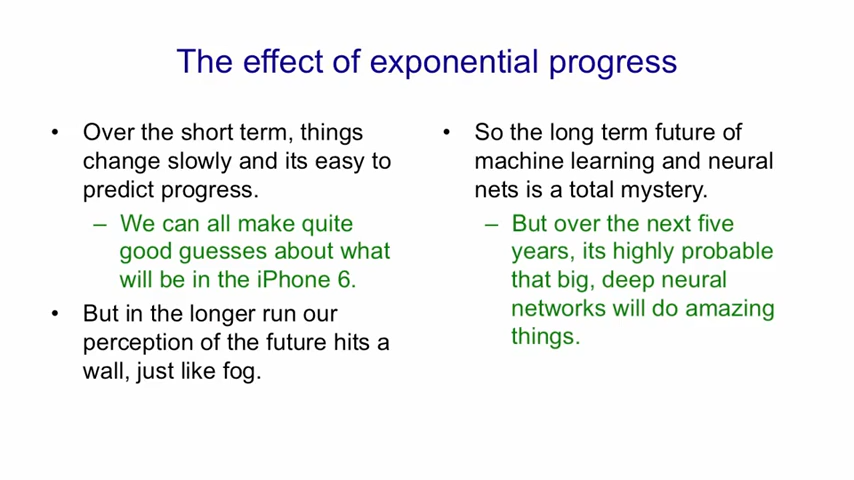 The effect of exponential progress
• Over the short term, things
change slowly and its easy to
predict progress.
– We can all make quite
good guesses about what
will be in the iPhone 6.
• But in the longer run our
perception of the future hits a
wall, just like fog.
• So the long term future of
machine learning and neural
nets is a total mystery.
– But over the next five
years, its highly probable
that big, deep neural
networks will do amazing
things.